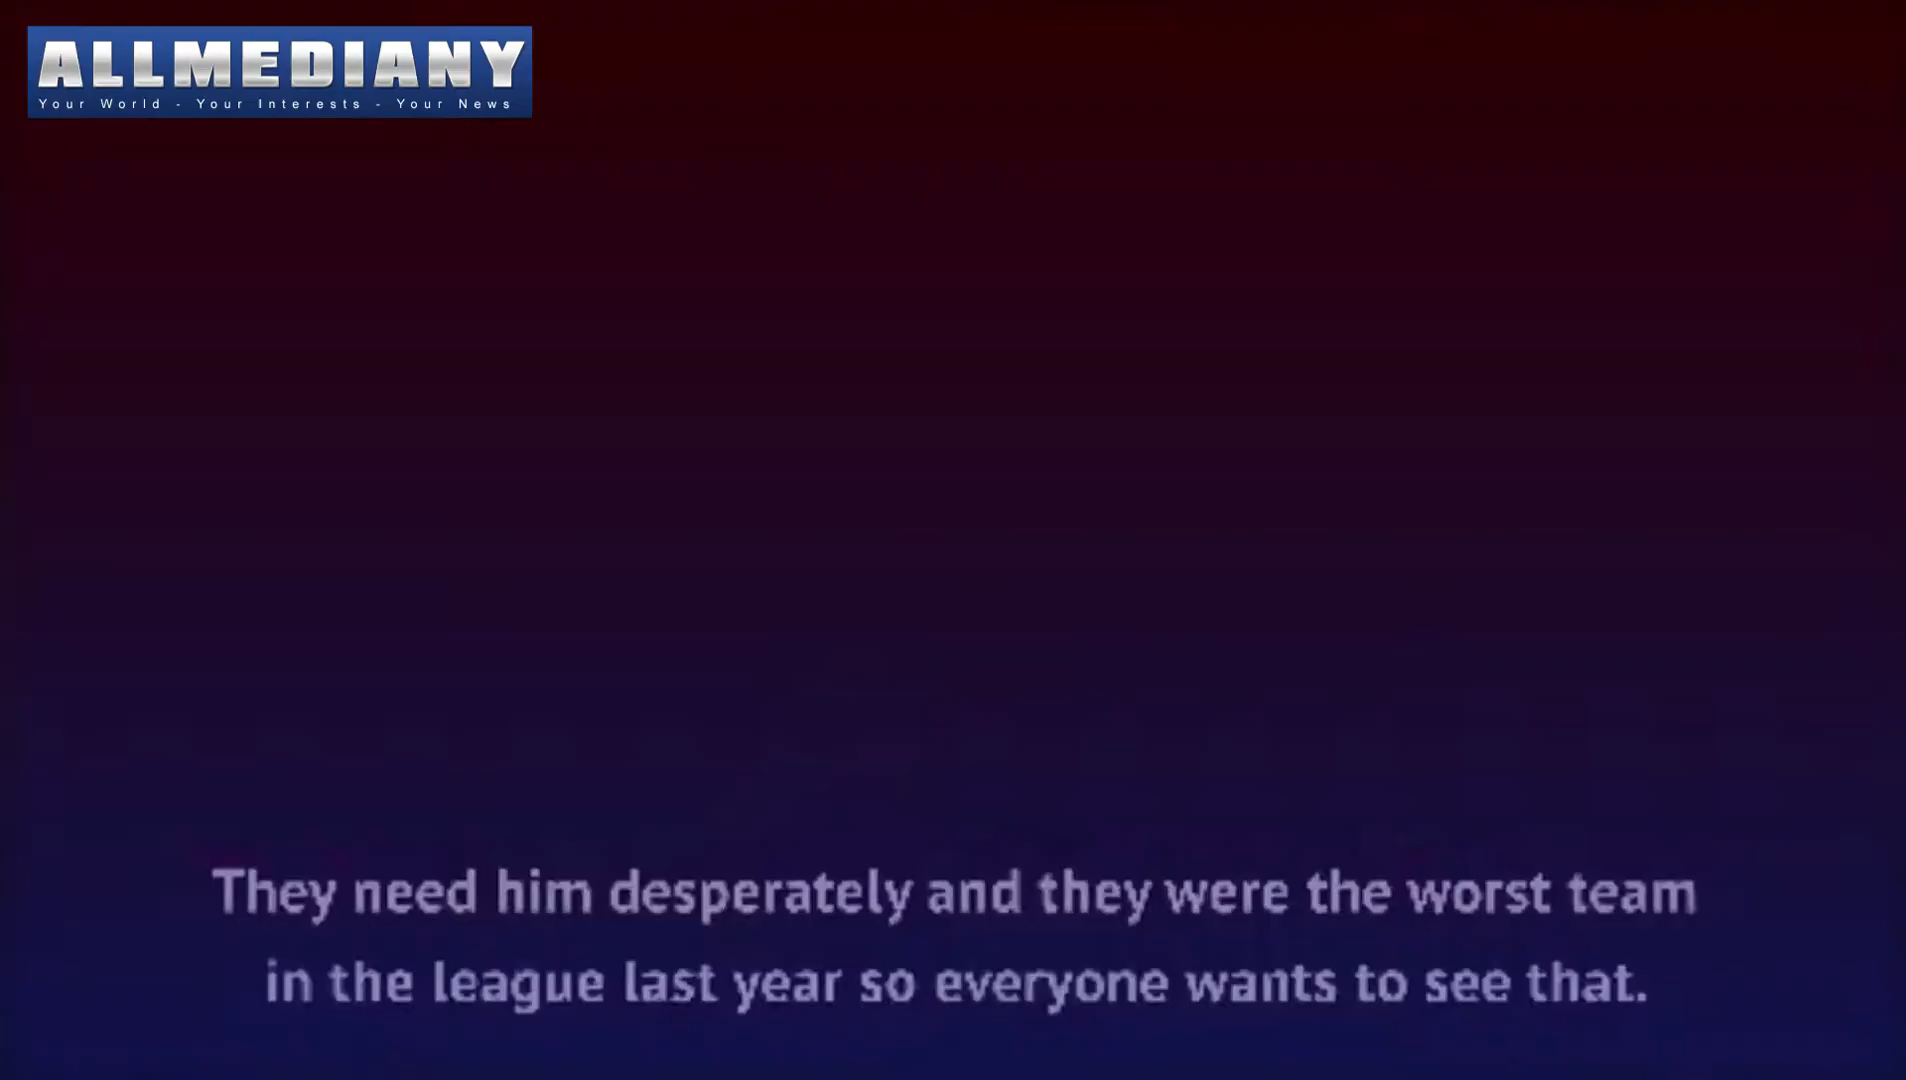 ALLMEDIANY
Your World - Your Interests - Your News
They need him desperately and they were the worst team
in the league last year so everyone wants to see that.